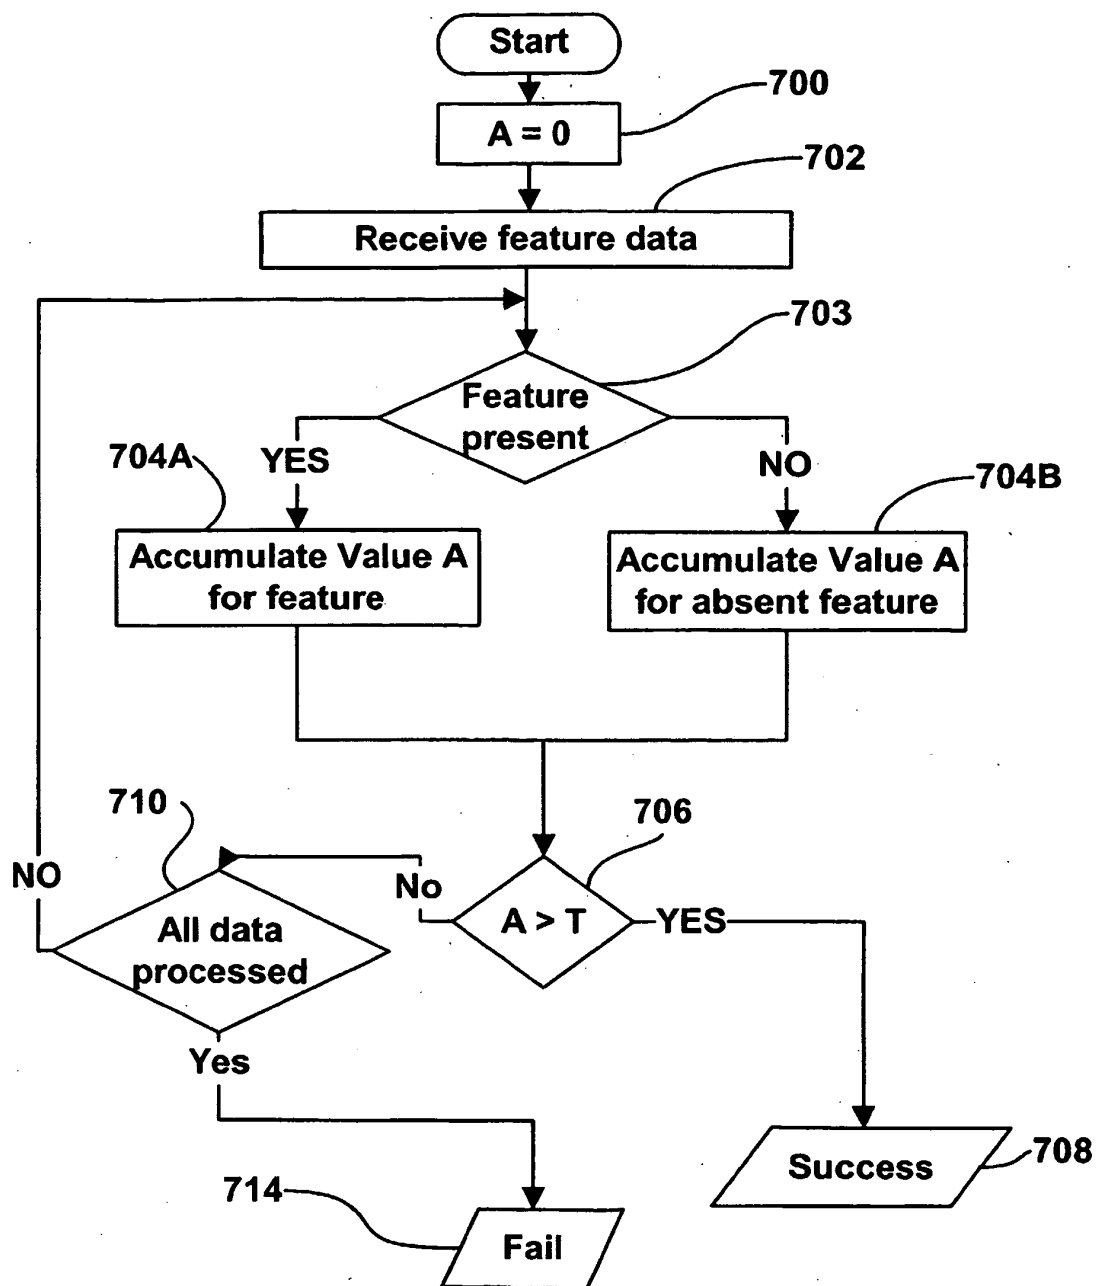 Start
700
A = 0
702
Receive feature data
703
Feature
present
704A
YES
NO
704B
Accumulate Value A
for feature
Accumulate Value A
for absent feature
710
706
NO
No
A > T
YES
All data
processed
Yes
Success
708
714
Fail